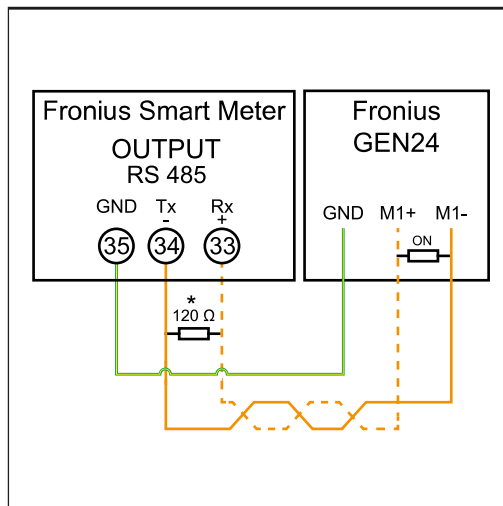 Fronius Smart Meter
OUTPUT
RS 485
GND Tx Rx
- +
35 34 33
Fronius
GEN24
GND M1+ M1-
ON
*
120 Ω